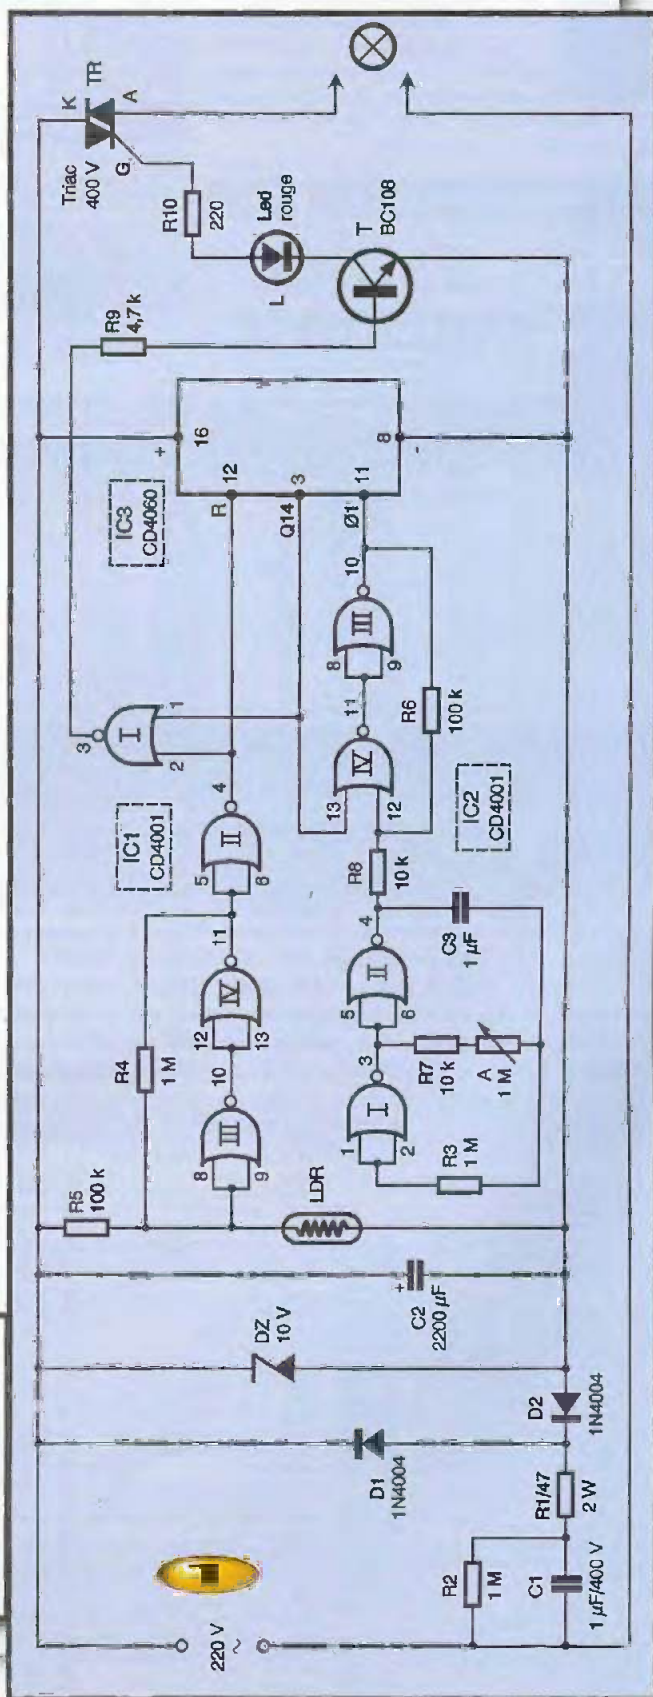 220 V
~
R2
1 M
C1
1 µF/400 V
R1/47
2 W
D1
1N4004
D2
1N4004
DZ
10 V
+
C2
2200 µF
R5
100 k
LDR
R4
1 M
8
9
III
10
12
13
IV
11
5
6
II
4
IC1
CD4001
2
1
I
3
R3
1 M
1
2
I
3
R7
10 k
A
1 M
5
6
II
4
C3
1 µF
R8
10 k
IC2
CD4001
13
12
IV
11
8
9
III
10
R6
100 k
IC3
CD4060
R
12
Q14
3
Ø1
11
+
16
8
-
R9
4,7 k
T
BC108
L
Led
rouge
R10
220
Triac
400 V
G
K
TR
A